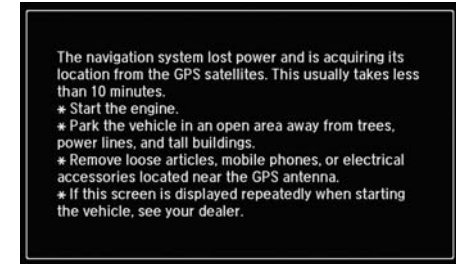 The navigation system lost power and is acquiring its
location from the GPS satellites. This usually takes less
than 10 minutes.
* Start the engine.
* Park the vehicle in an open area away from trees,
power lines, and tall buildings.
* Remove loose articles, mobile phones, or electrical
accessories located near the GPS antenna.
* If this screen is displayed repeatedly when starting
the vehicle, see your dealer.